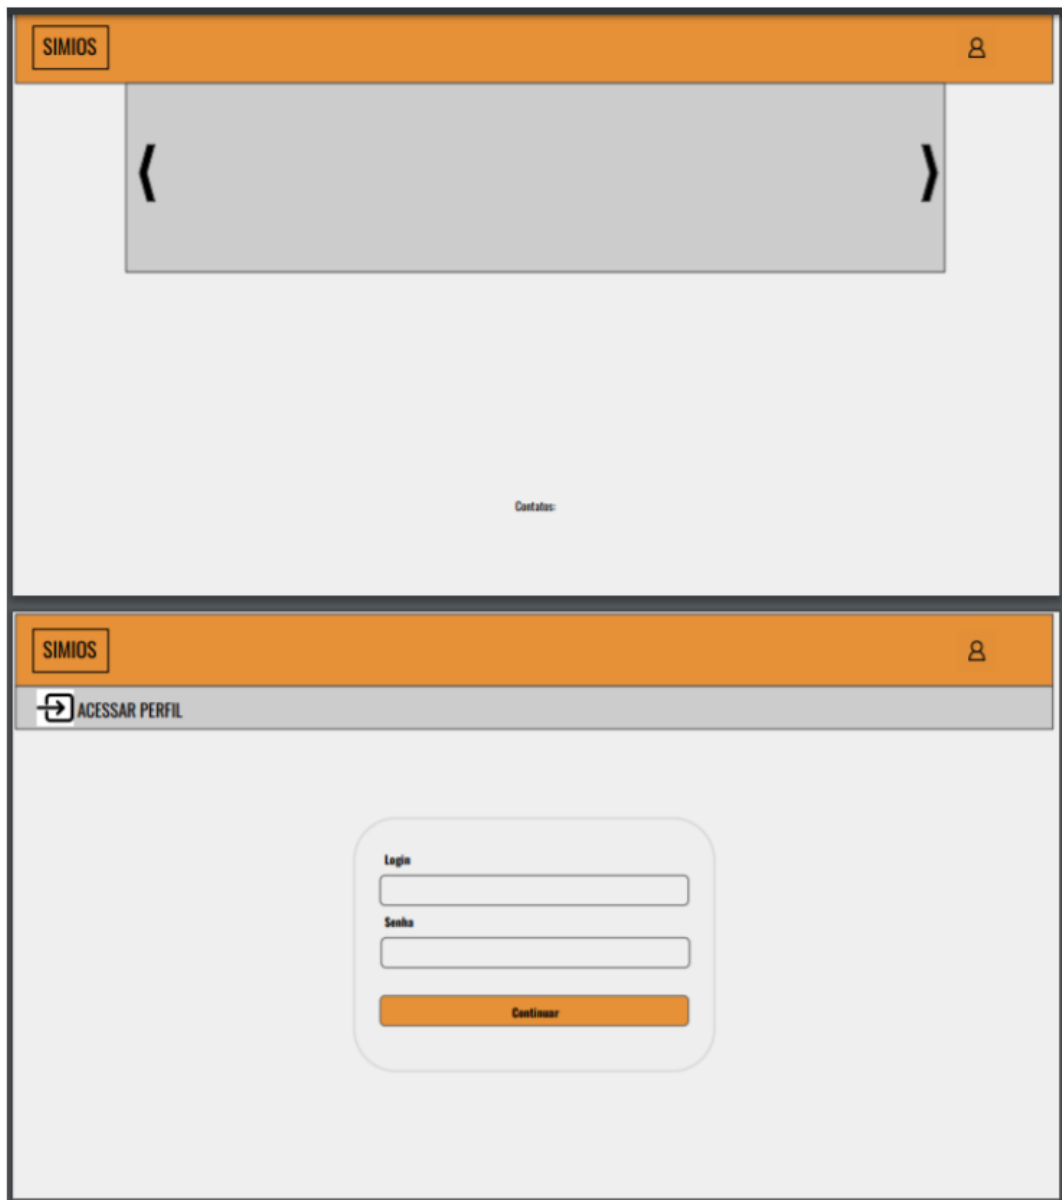 SIMIOS
Contatos:
SIMIOS
ACESSAR PERFIL
Login
Senha
Continuar